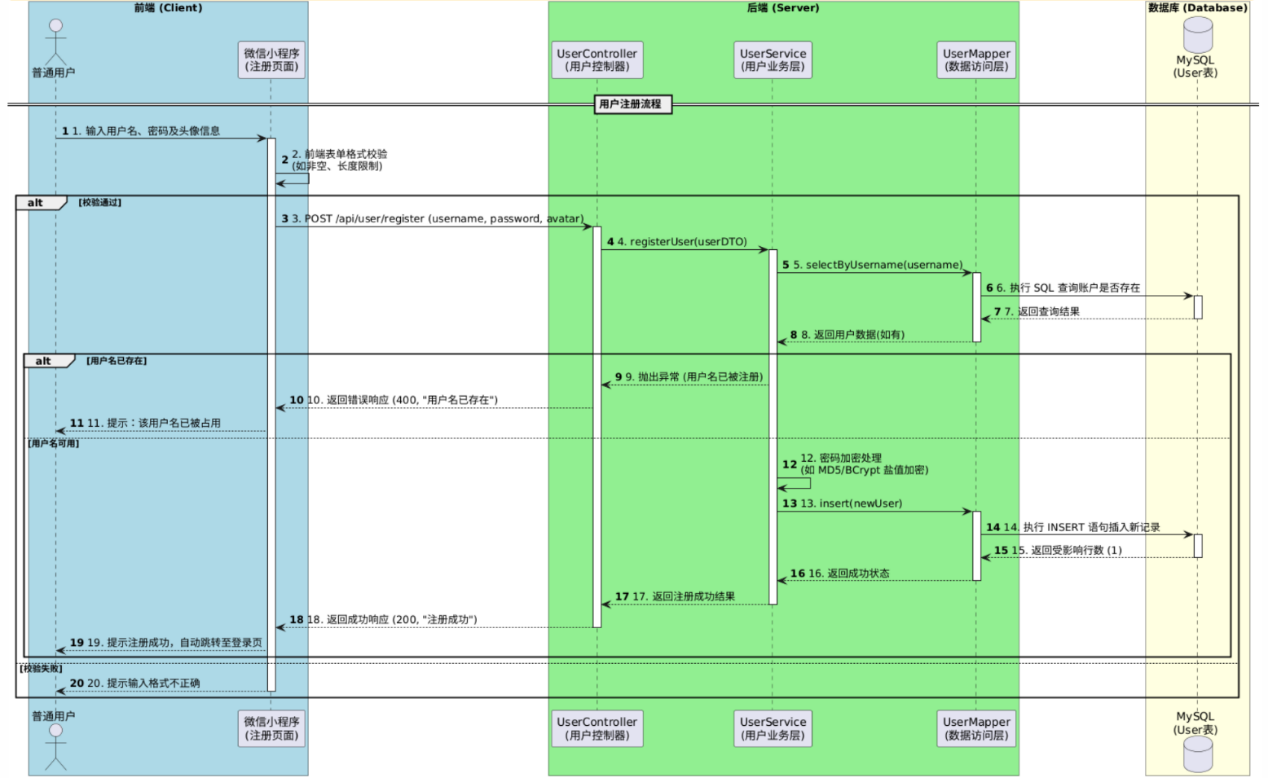 前端 (Client)
后端 (Server)
数据库 (Database)
普通用户
微信小程序
(注册页面)
UserController
(用户控制器)
UserService
(用户业务层)
UserMapper
(数据访问层)
MySQL
(User表)
用户注册流程
1 1. 输入用户名、密码及头像信息
2 2. 前端表单格式校验
(如非空、长度限制)
alt [校验通过]
3 3. POST /api/user/register (username, password, avatar)
4 4. registerUser(userDTO)
5 5. selectByUsername(username)
6 6. 执行 SQL 查询账户是否存在
7 7. 返回查询结果
8 8. 返回用户数据(如有)
alt [用户名已存在]
9 9. 抛出异常 (用户名已被注册)
10 10. 返回错误响应 (400, "用户名已存在")
11 11. 提示：该用户名已被占用
[用户名可用]
12 12. 密码加密处理
(如 MD5/BCrypt 盐值加密)
13 13. insert(newUser)
14 14. 执行 INSERT 语句插入新记录
15 15. 返回受影响行数 (1)
16 16. 返回成功状态
17 17. 返回注册成功结果
18 18. 返回成功响应 (200, "注册成功")
19 19. 提示注册成功，自动跳转至登录页
[校验失败]
20 20. 提示输入格式不正确
普通用户
微信小程序
(注册页面)
UserController
(用户控制器)
UserService
(用户业务层)
UserMapper
(数据访问层)
MySQL
(User表)